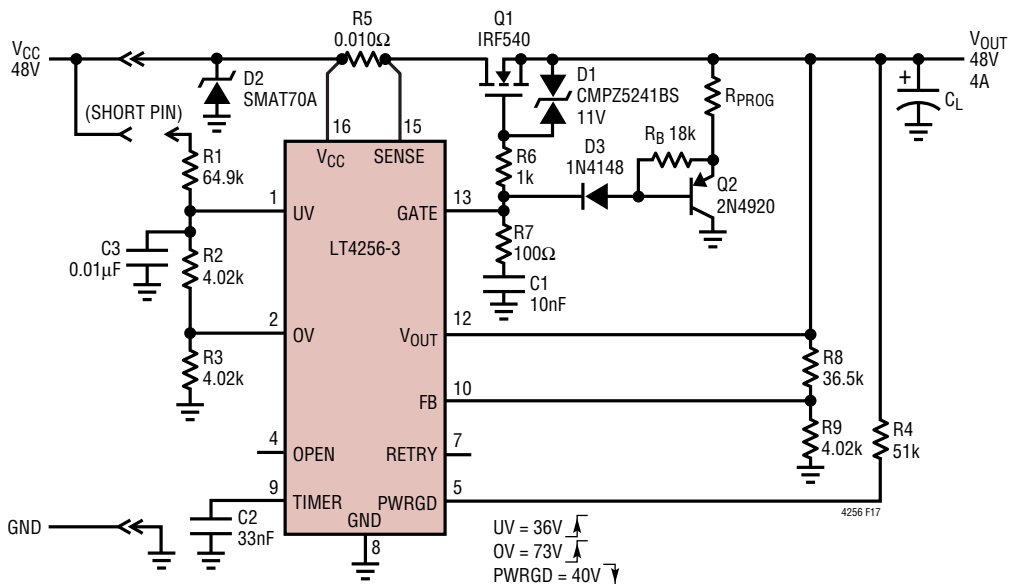 R5
0.010Ω
Q1
IRF540
VCC
48V
VOUT
48V
4A
D2
SMAT70A
D1
CMPZ5241BS
11V
RPROG
CL
+
(SHORT PIN)
16
15
VCC
SENSE
R1
64.9k
R6
1k
RB 18k
D3
1N4148
Q2
2N4920
1
UV
GATE
13
LT4256-3
R7
100Ω
C3
0.01µF
R2
4.02k
C1
10nF
2
OV
VOUT
12
R3
4.02k
R8
36.5k
FB
10
R9
4.02k
R4
51k
4
OPEN
RETRY
7
9
TIMER
PWRGD
5
4256 F17
GND
8
C2
33nF
GND
UV = 36V
OV = 73V
PWRGD = 40V